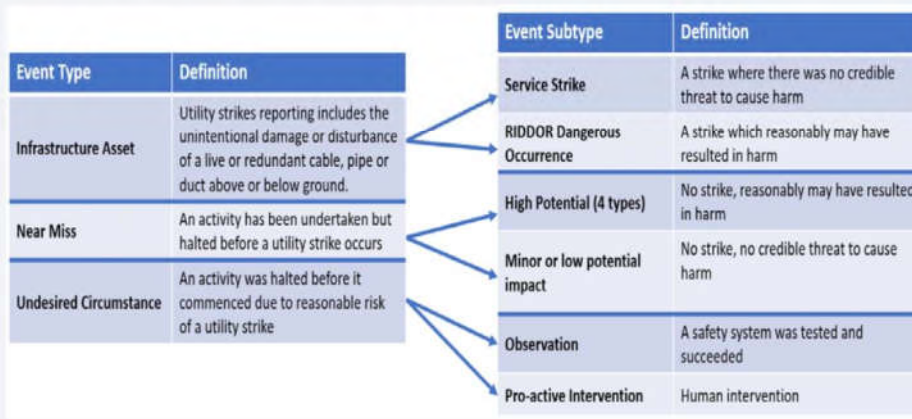 Event Type Definition
Infrastructure Asset
Utility strikes reporting includes the
unintentional damage or disturbance
of a live or redundant cable, pipe or
duct above or below ground.
Near Miss
An activity has been undertaken but
halted before a utility strike occurs
Undesired Circumstance
An activity was halted before it
commenced due to reasonable risk
of a utility strike
Event Subtype Definition
Service Strike
A strike where there was no credible
threat to cause harm
RIDDOR Dangerous
Occurrence
A strike which reasonably may have
resulted in harm
High Potential (4 types)
No strike, reasonably may have resulted
in harm
Minor or low potential
impact
No strike, no credible threat to cause
harm
Observation
A safety system was tested and
succeeded
Pro-active Intervention
Human intervention